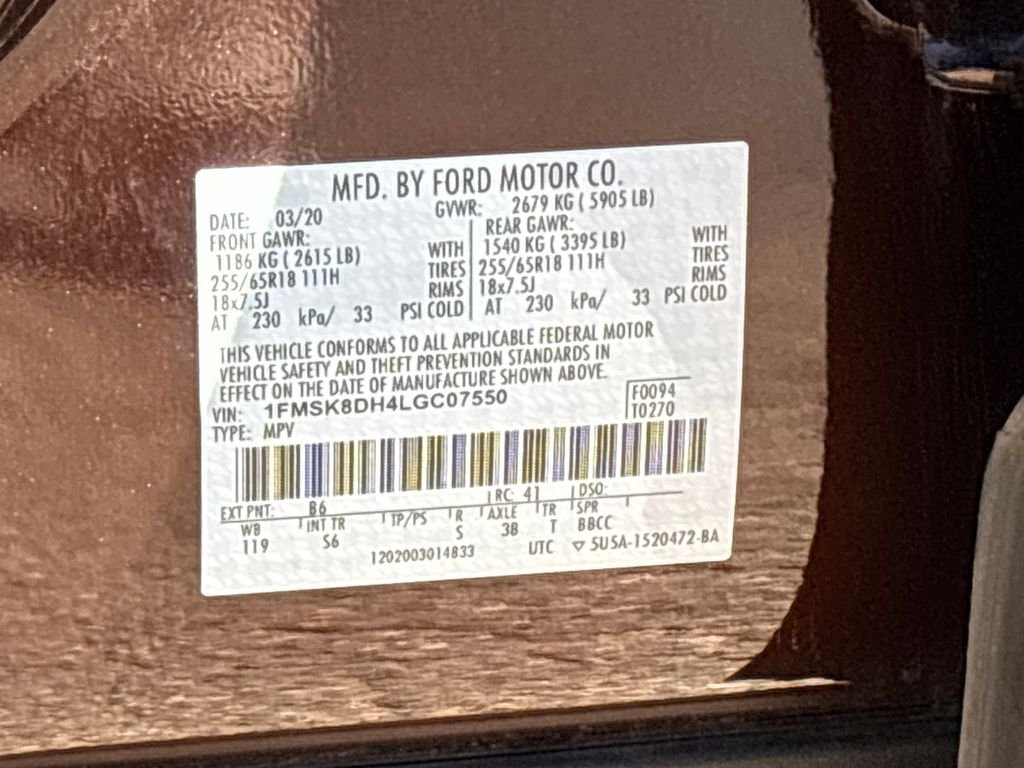 MFD. BY FORD MOTOR CO.
DATE: 03/20 GVWR: 2679 KG ( 5905 LB)
FRONT GAWR: REAR GAWR:
1186 KG ( 2615 LB) WITH 1540 KG ( 3395 LB) WITH
255/65R18 111H TIRES 255/65R18 111H TIRES
18x7.5J RIMS 18x7.5J RIMS
AT 230 kPa/ 33 PSI COLD AT 230 kPa/ 33 PSI COLD
THIS VEHICLE CONFORMS TO ALL APPLICABLE FEDERAL MOTOR
VEHICLE SAFETY AND THEFT PREVENTION STANDARDS IN
EFFECT ON THE DATE OF MANUFACTURE SHOWN ABOVE.
VIN: 1FMSK8DH4LGC07550 F0094
TYPE: MPV T0270
EXT PNT: B6 RC: 41 DSO:
WB INT TR TP/PS R AXLE TR SPR
119 S6 S 3B T BBCC
1202003014833 UTC ▽ 5U5A-1520472-BA